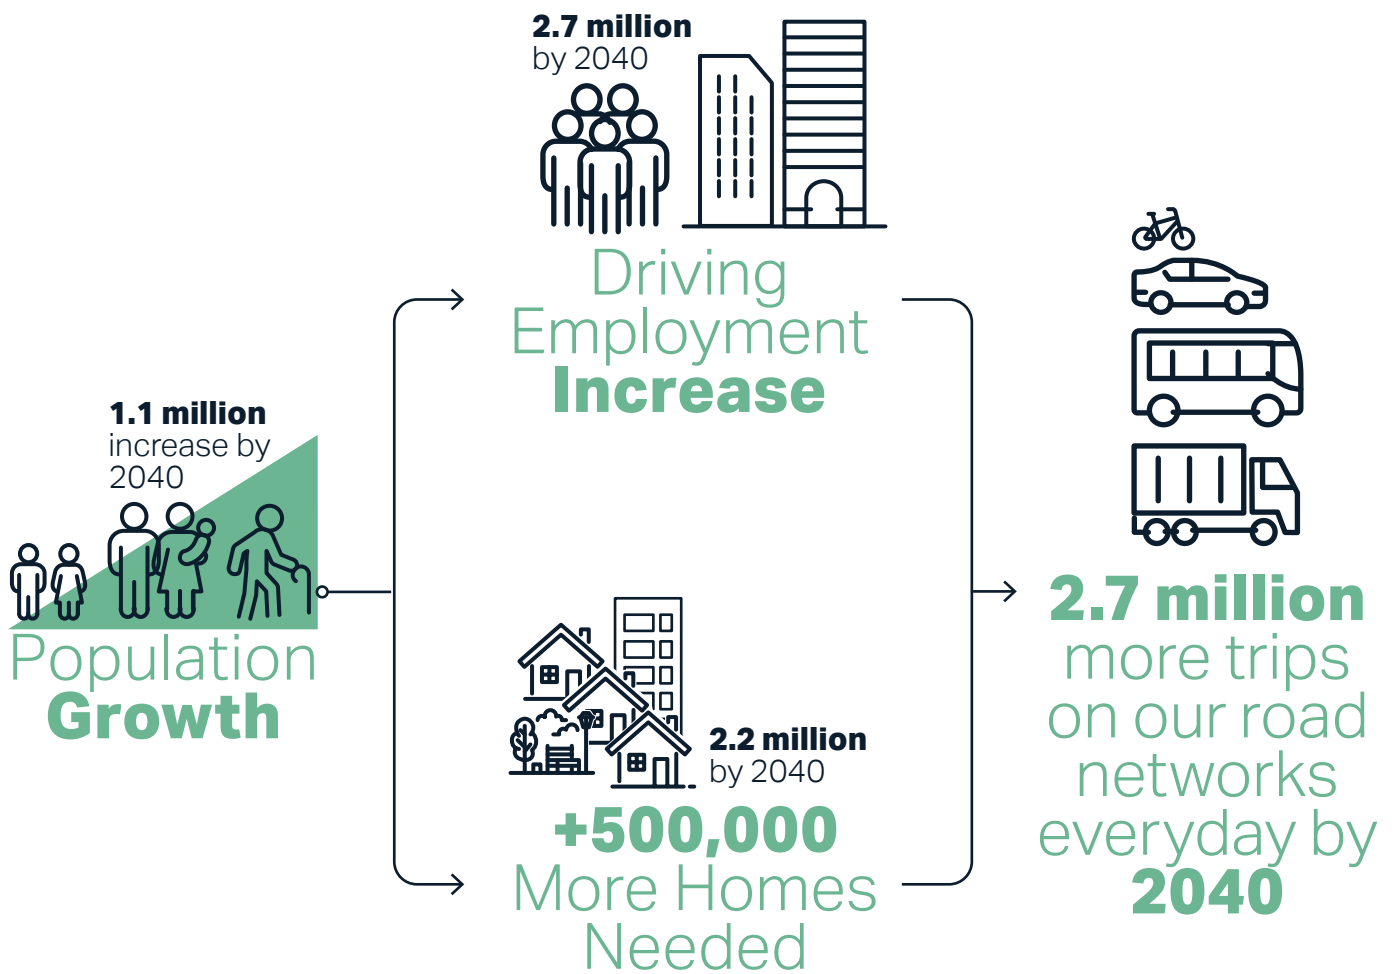 1.1 million
increase by
2040
Population
Growth
2.7 million
by 2040
Driving
Employment
Increase
2.2 million
by 2040
+500,000
More Homes
Needed
2.7 million
more trips
on our road
networks
everyday by
2040